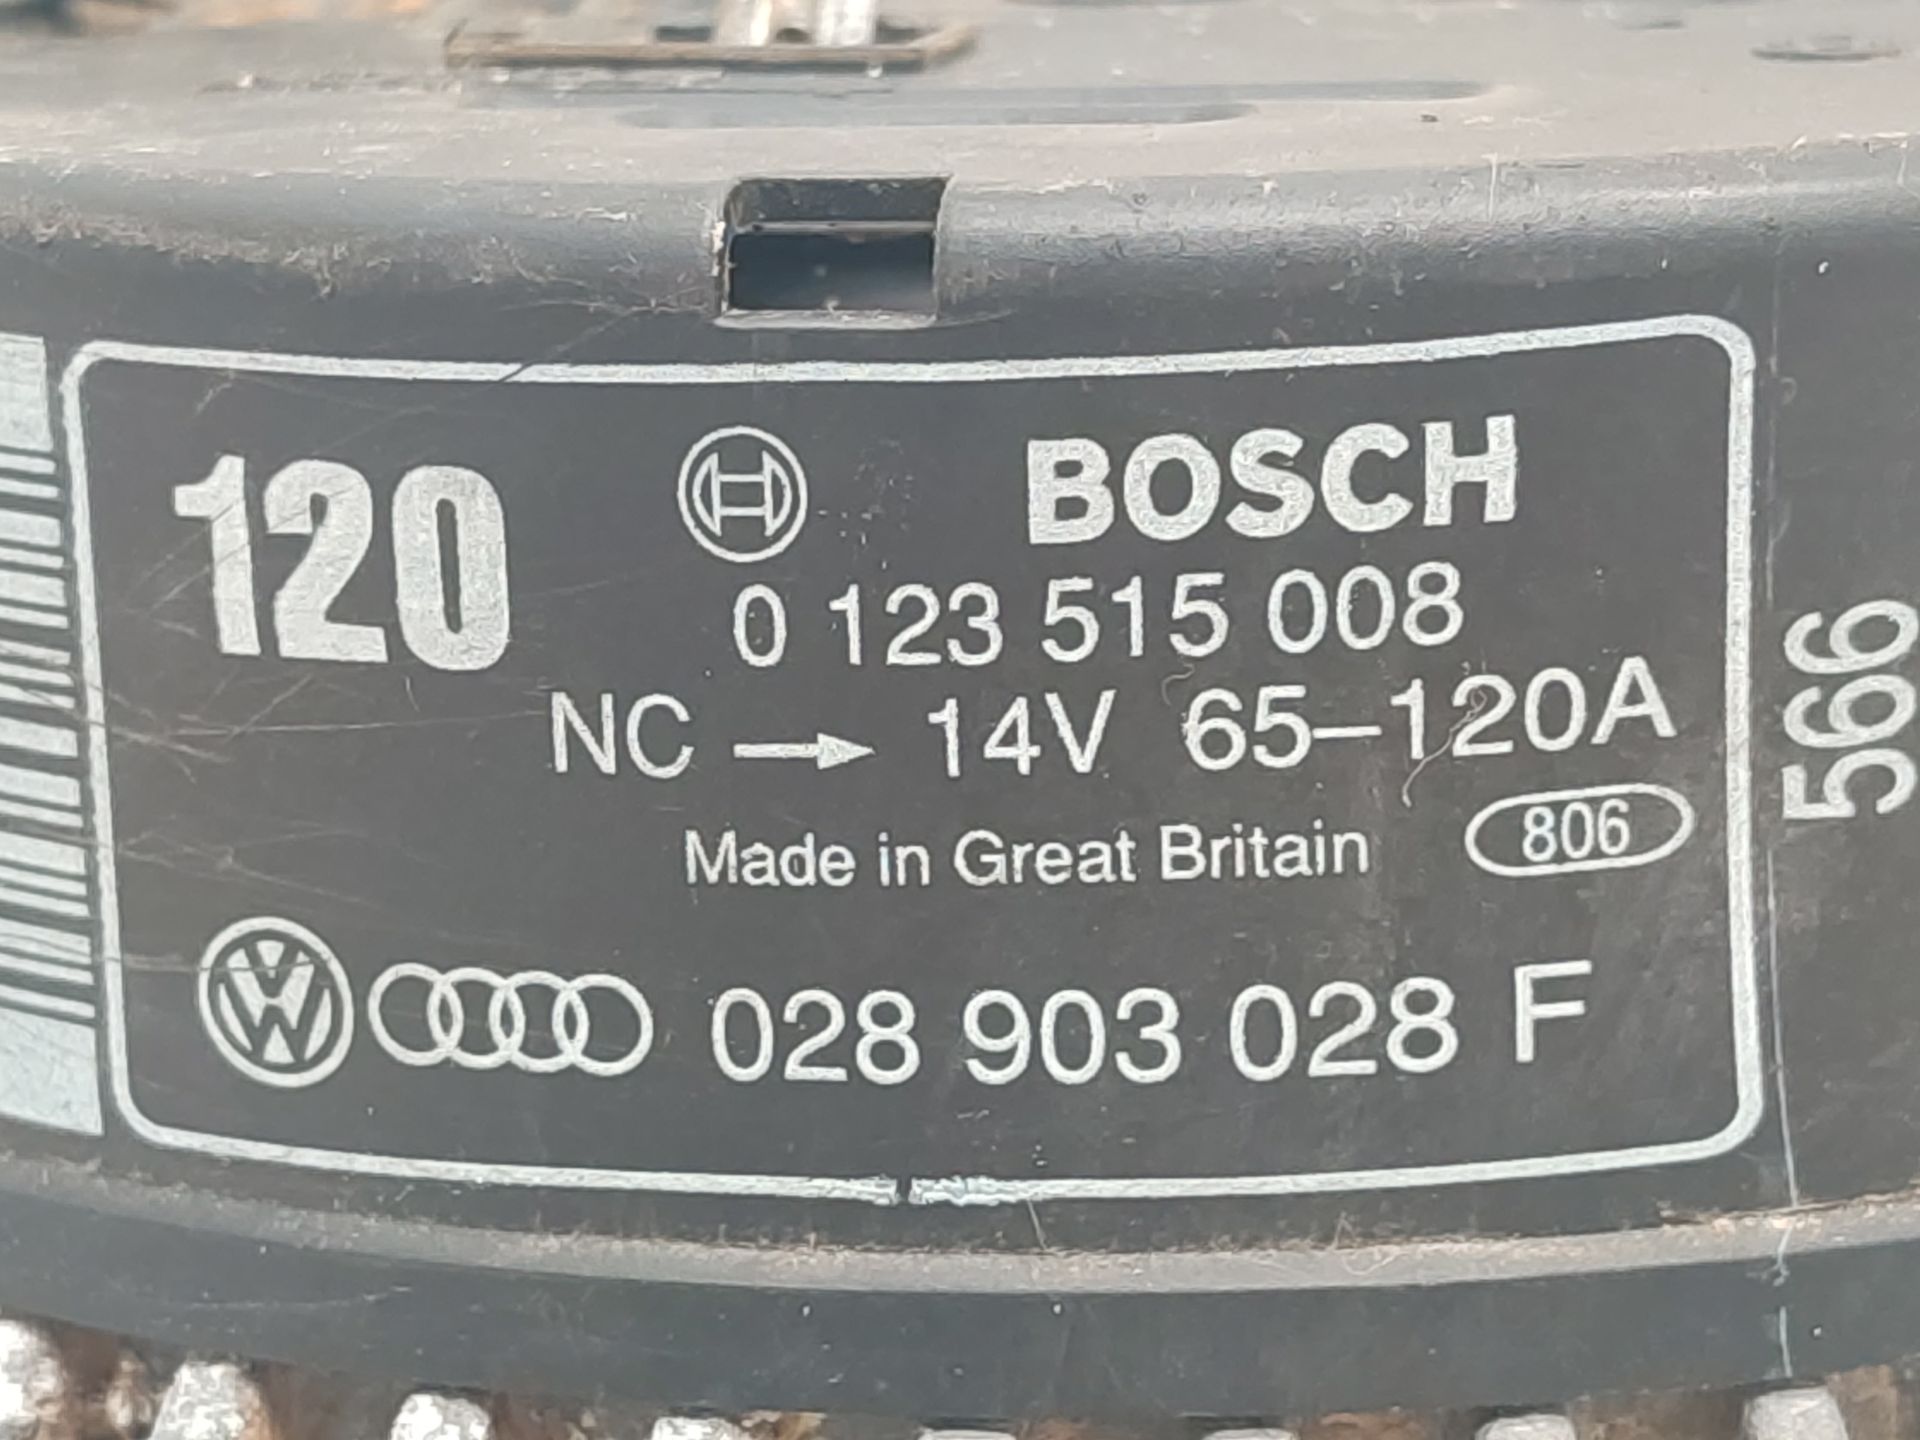 120
BOSCH
0 123 515 008
NC → 14V 65–120A
Made in Great Britain 806
028 903 028 F
566